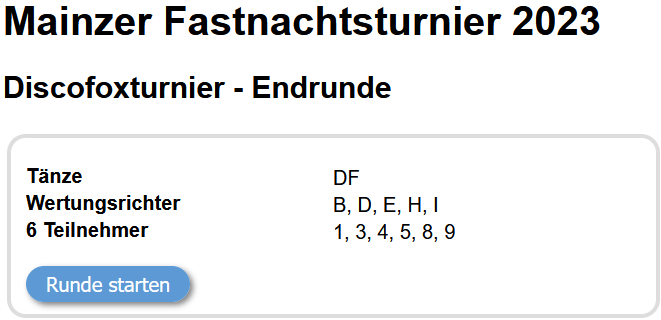 Mainzer Fastnachtsturnier 2023
Discofoxturnier - Endrunde
Tänze DF
Wertungsrichter B, D, E, H, I
6 Teilnehmer 1, 3, 4, 5, 8, 9
Runde starten